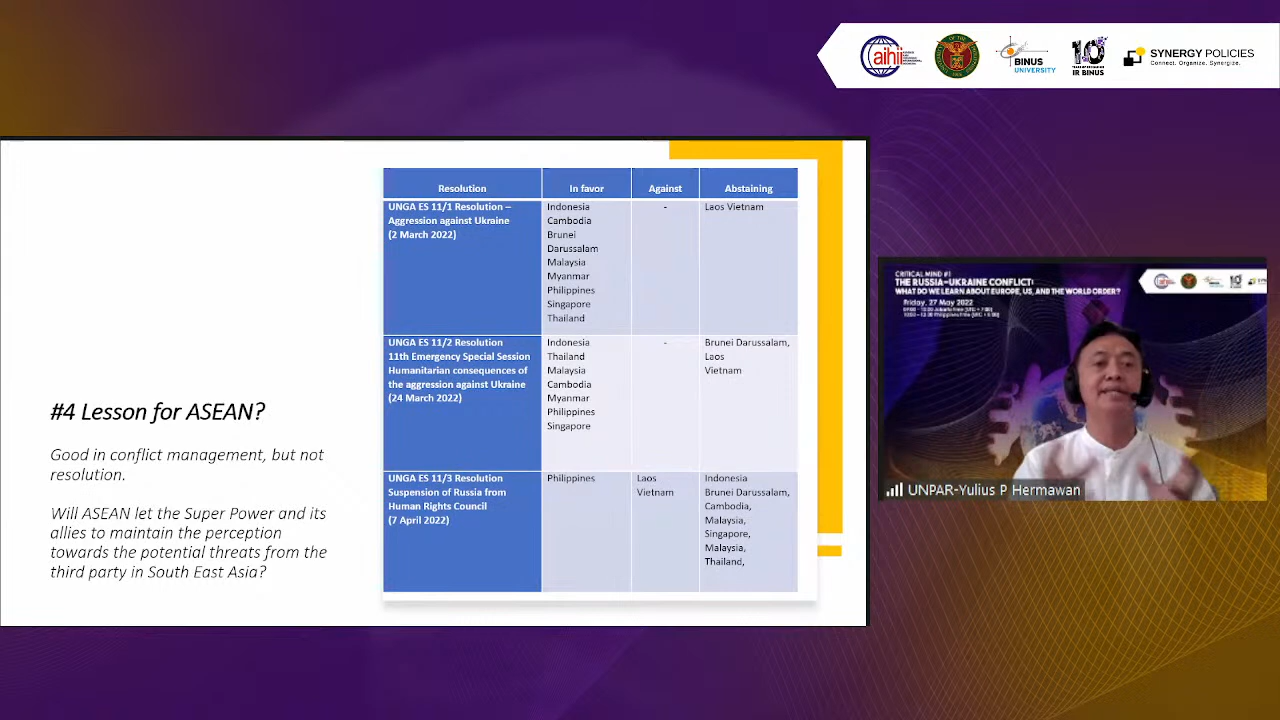 aihii
BINUS
UNIVERSITY
10
IR BINUS
SYNERGY POLICIES
Connect. Organize. Synergize.
Resolution In favor Against Abstaining
UNGA ES 11/1 Resolution –
Aggression against Ukraine
(2 March 2022)
Indonesia
Cambodia
Brunei
Darussalam
Malaysia
Myanmar
Philippines
Singapore
Thailand
-
Laos Vietnam
UNGA ES 11/2 Resolution
11th Emergency Special Session
Humanitarian consequences of
the aggression against Ukraine
(24 March 2022)
Indonesia
Thailand
Malaysia
Cambodia
Myanmar
Philippines
Singapore
-
Brunei Darussalam,
Laos
Vietnam
UNGA ES 11/3 Resolution
Suspension of Russia from
Human Rights Council
(7 April 2022)
Philippines
Laos
Vietnam
Indonesia
Brunei Darussalam,
Cambodia,
Malaysia,
Singapore,
Malaysia,
Thailand,
#4 Lesson for ASEAN?
Good in conflict management, but not
resolution.
Will ASEAN let the Super Power and its
allies to maintain the perception
towards the potential threats from the
third party in South East Asia?
CRITICAL MIND #1
THE RUSSIA-UKRAINE CONFLICT:
WHAT DO WE LEARN ABOUT EUROPE, US, AND THE WORLD ORDER?
Friday, 27 May 2022
UNPAR-Yulius P Hermawan